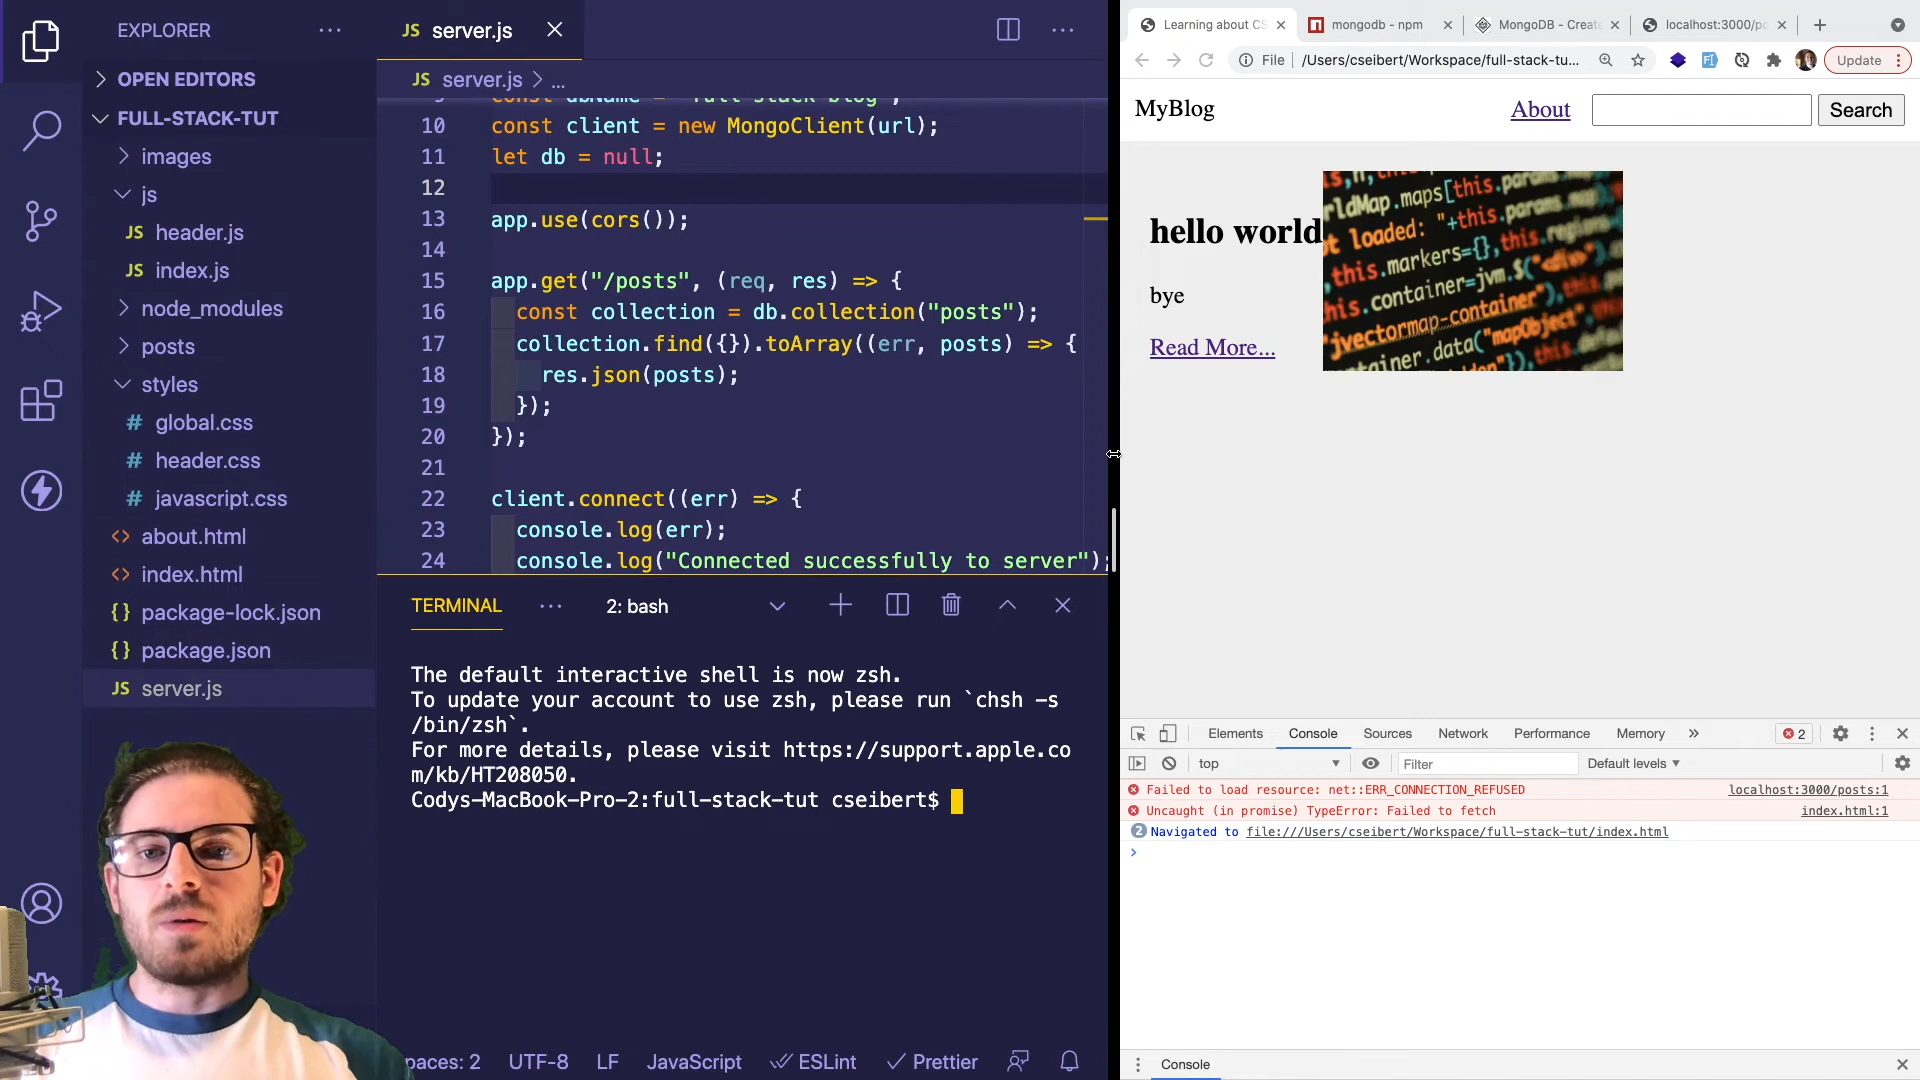 EXPLORER
OPEN EDITORS
FULL-STACK-TUT
images
js
JS header.js
JS index.js
node_modules
posts
styles
# global.css
# header.css
# javascript.css
<> about.html
<> index.html
{} package-lock.json
{} package.json
JS server.js
JS server.js
JS server.js > ...
10 const client = new MongoClient(url);
11 let db = null;
12
13 app.use(cors());
14
15 app.get("/posts", (req, res) => {
16 const collection = db.collection("posts");
17 collection.find({}).toArray((err, posts) => {
18 res.json(posts);
19 });
20 });
21
22 client.connect((err) => {
23 console.log(err);
24 console.log("Connected successfully to server");
TERMINAL
2: bash
The default interactive shell is now zsh.
To update your account to use zsh, please run `chsh -s
/bin/zsh`.
For more details, please visit https://support.apple.co
m/kb/HT208050.
Codys-MacBook-Pro-2:full-stack-tut cseibert$
paces: 2 UTF-8 LF JavaScript ESLint Prettier
Learning about CS
mongodb - npm
MongoDB - Create
localhost:3000/po
File /Users/cseibert/Workspace/full-stack-tu... Update
MyBlog
About
Search
hello world
bye
Read More...
Elements Console Sources Network Performance Memory » 2
top Filter Default levels
Failed to load resource: net::ERR_CONNECTION_REFUSED localhost:3000/posts:1
Uncaught (in promise) TypeError: Failed to fetch index.html:1
2 Navigated to file:///Users/cseibert/Workspace/full-stack-tut/index.html
Console